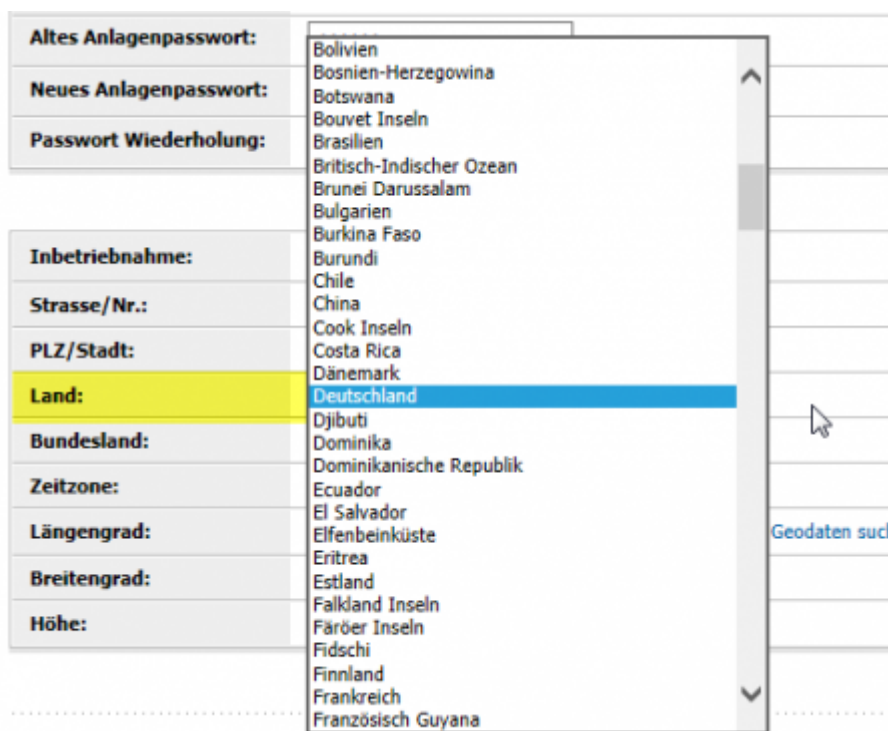 Altes Anlagenpasswort:
Neues Anlagenpasswort:
Passwort Wiederholung:
Inbetriebnahme:
Strasse/Nr.:
PLZ/Stadt:
Land:
Bundesland:
Zeitzone:
Längengrad:
Breitengrad:
Höhe:
Bolivien
Bosnien-Herzegowina
Botswana
Bouvet Inseln
Brasilien
Britisch-Indischer Ozean
Brunei Darussalam
Bulgarien
Burkina Faso
Burundi
Chile
China
Cook Inseln
Costa Rica
Dänemark
Deutschland
Djibuti
Dominika
Dominikanische Republik
Ecuador
El Salvador
Elfenbeinküste
Eritrea
Estland
Falkland Inseln
Färöer Inseln
Fidschi
Finnland
Frankreich
Französisch Guyana
Geodaten such